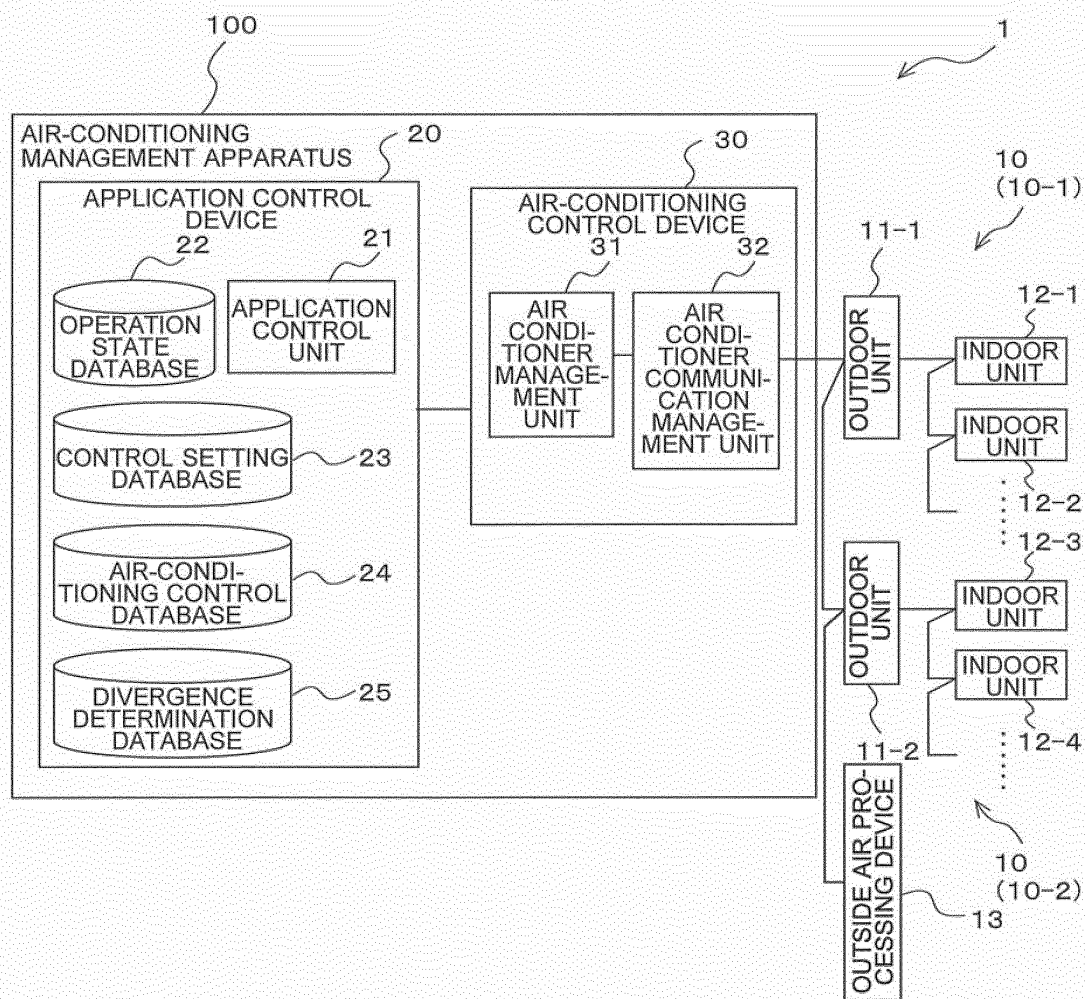 100
1
AIR-CONDITIONING
MANAGEMENT APPARATUS
20
APPLICATION CONTROL
DEVICE
22
21
OPERATION
STATE
DATABASE
APPLICATION
CONTROL
UNIT
CONTROL SETTING
DATABASE
23
AIR-CONDI-
TIONING CONTROL
DATABASE
24
DIVERGENCE
DETERMINATION
DATABASE
25
30
AIR-CONDITIONING
CONTROL DEVICE
31
32
AIR
CONDI-
TIONER
MANAGE-
MENT
UNIT
AIR
CONDI-
TIONER
COMMUNI-
CATION
MANAGE-
MENT UNIT
10
(10-1)
11-1
OUTDOOR
UNIT
12-1
INDOOR
UNIT
INDOOR
UNIT
12-2
12-3
OUTDOOR
UNIT
11-2
INDOOR
UNIT
INDOOR
UNIT
12-4
10
(10-2)
OUTSIDE AIR PRO-
CESSING DEVICE
13